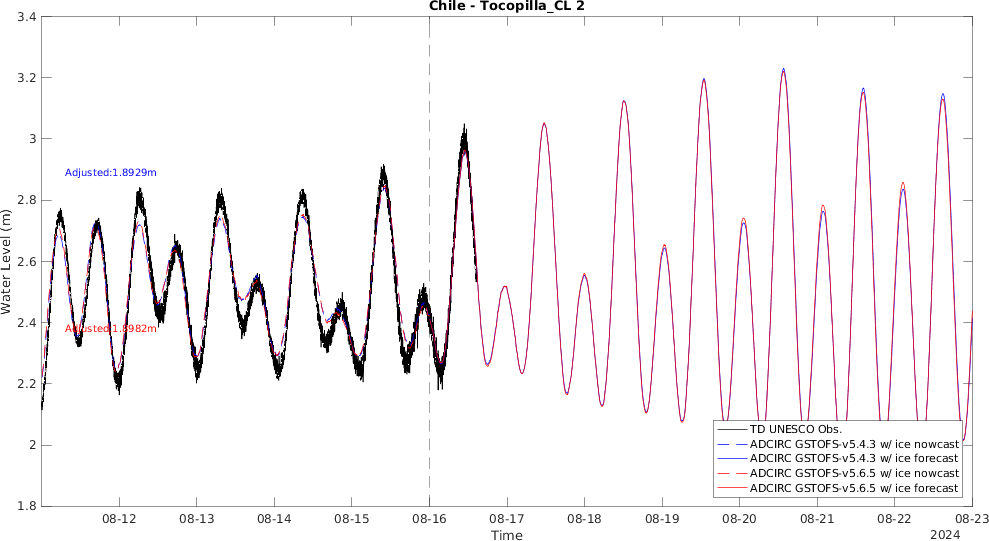 Chile - Tocopilla_CL 2
3.4
3.2
3
2.8
2.6
2.4
2.2
2
1.8
Water Level (m)
Adjusted:1.8929m
Adjusted:1.8982m
TD UNESCO Obs.
ADCIRC GSTOFS-v5.4.3 w/ ice nowcast
ADCIRC GSTOFS-v5.4.3 w/ ice forecast
ADCIRC GSTOFS-v5.6.5 w/ ice nowcast
ADCIRC GSTOFS-v5.6.5 w/ ice forecast
08-12 08-13 08-14 08-15 08-16 08-17 08-18 08-19 08-20 08-21 08-22 08-23
Time
2024